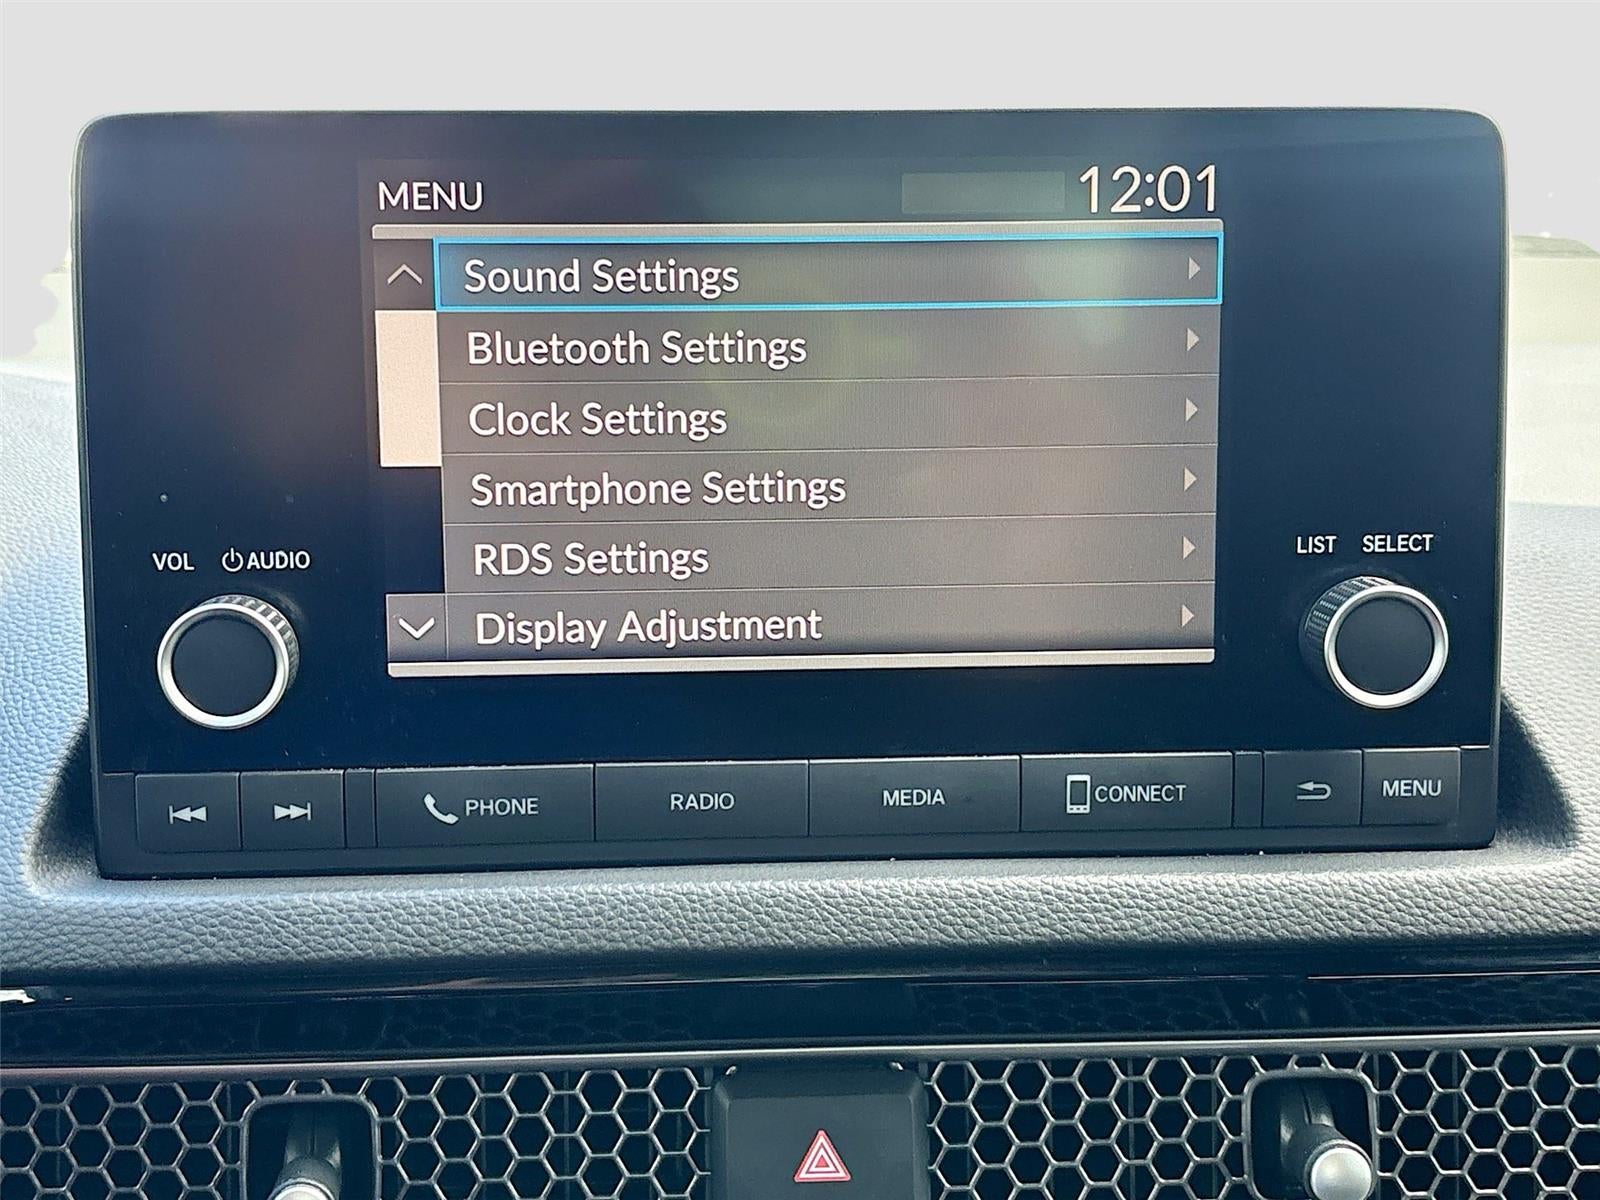 MENU 12:01
Sound Settings
Bluetooth Settings
Clock Settings
Smartphone Settings
RDS Settings
Display Adjustment
VOL AUDIO
LIST SELECT
PHONE RADIO MEDIA CONNECT MENU